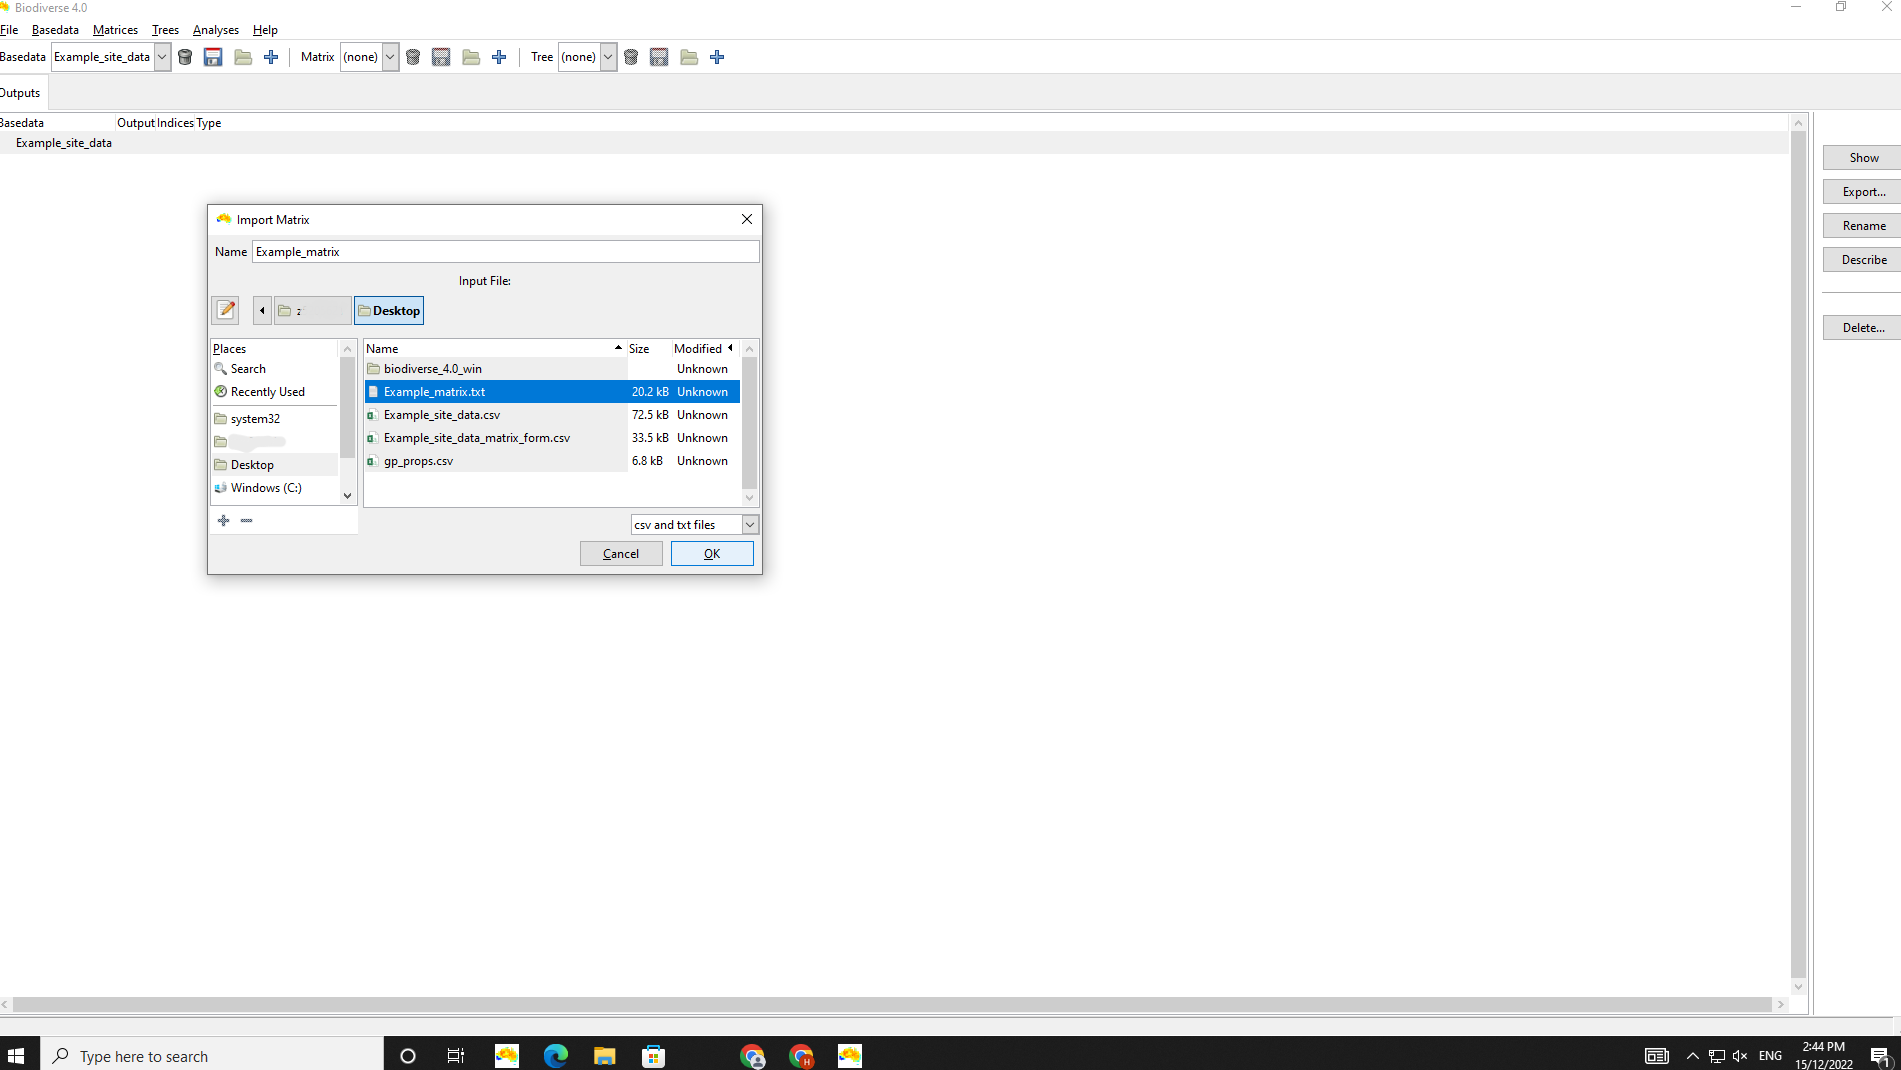 Biodiverse 4.0
File Basedata Matrices Trees Analyses Help
Basedata Example_site_data Matrix (none) Tree (none)
Outputs
Basedata Output Indices Type
Example_site_data
Show
Export...
Rename
Describe
Delete...
Import Matrix
Name Example_matrix
Input File:
z Desktop
Places
Search
Recently Used
system32
Desktop
Windows (C:)
Name Size Modified
biodiverse_4.0_win Unknown
Example_matrix.txt 20.2 kB Unknown
Example_site_data.csv 72.5 kB Unknown
Example_site_data_matrix_form.csv 33.5 kB Unknown
gp_props.csv 6.8 kB Unknown
csv and txt files
Cancel OK
Type here to search
H
ENG
2:44 PM
15/12/2022
1